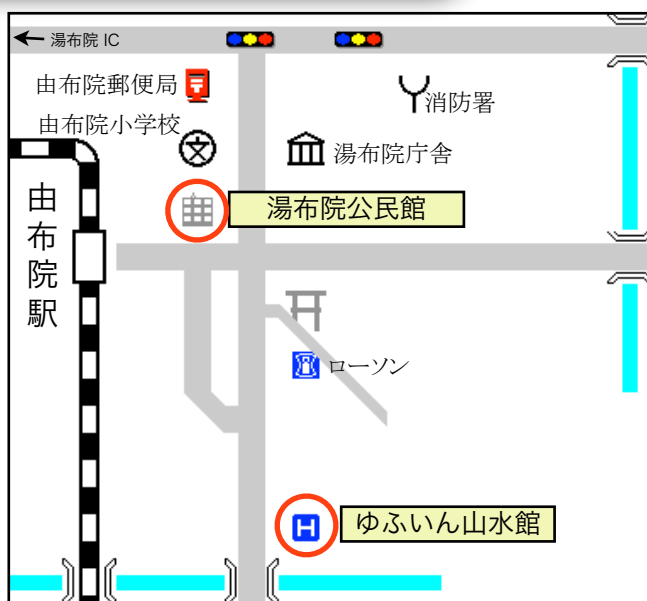 湯布院 IC
由布院郵便局
消防署
由布院小学校
湯布院庁舎
湯布院公民館
由布院駅
ローソン
H
ゆふいん山水館